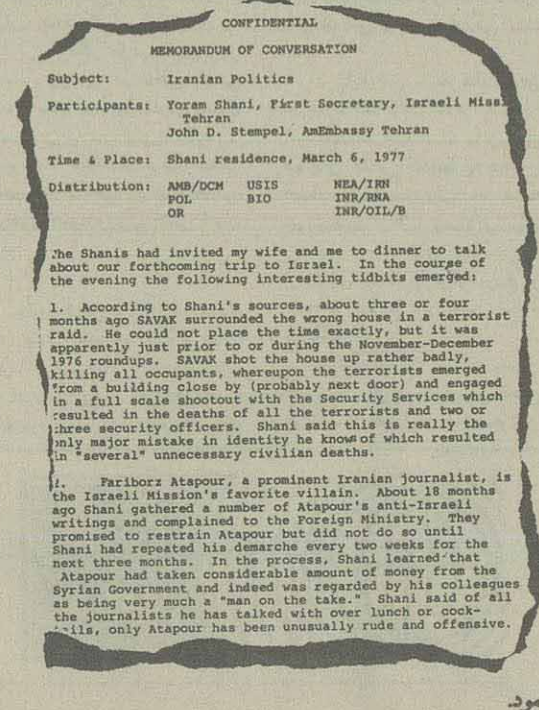 CONFIDENTIAL
MEMORANDUM OF CONVERSATION
Subject: Iranian Politics
Participants: Yoram Shani, First Secretary, Israeli Missi
Tehran
John D. Stempel, AmEmbassy Tehran
Time & Place: Shani residence, March 6, 1977
Distribution: AMB/DCM USIS NEA/IRN
POL BIO INR/RNA
OR INR/OIL/B
The Shanis had invited my wife and me to dinner to talk
about our forthcoming trip to Israel. In the course of
the evening the following interesting tidbits emerged:
1. According to Shani's sources, about three or four
months ago SAVAK surrounded the wrong house in a terrorist
raid. He could not place the time exactly, but it was
apparently just prior to or during the November-December
1976 roundups. SAVAK shot the house up rather badly,
killing all occupants, whereupon the terrorists emerged
from a building close by (probably next door) and engaged
in a full scale shootout with the Security Services which
resulted in the deaths of all the terrorists and two or
three security officers. Shani said this is really the
only major mistake in identity he knows of which resulted
in "several" unnecessary civilian deaths.
2. Fariborz Atapour, a prominent Iranian journalist, is
the Israeli Mission's favorite villain. About 18 months
ago Shani gathered a number of Atapour's anti-Israeli
writings and complained to the Foreign Ministry. They
promised to restrain Atapour but did not do so until
Shani had repeated his demarche every two weeks for the
next three months. In the process, Shani learned that
Atapour had taken considerable amount of money from the
Syrian Government and indeed was regarded by his colleagues
as being very much a "man on the take." Shani said of all
the journalists he has talked with over lunch or cock-
tails, only Atapour has been unusually rude and offensive.